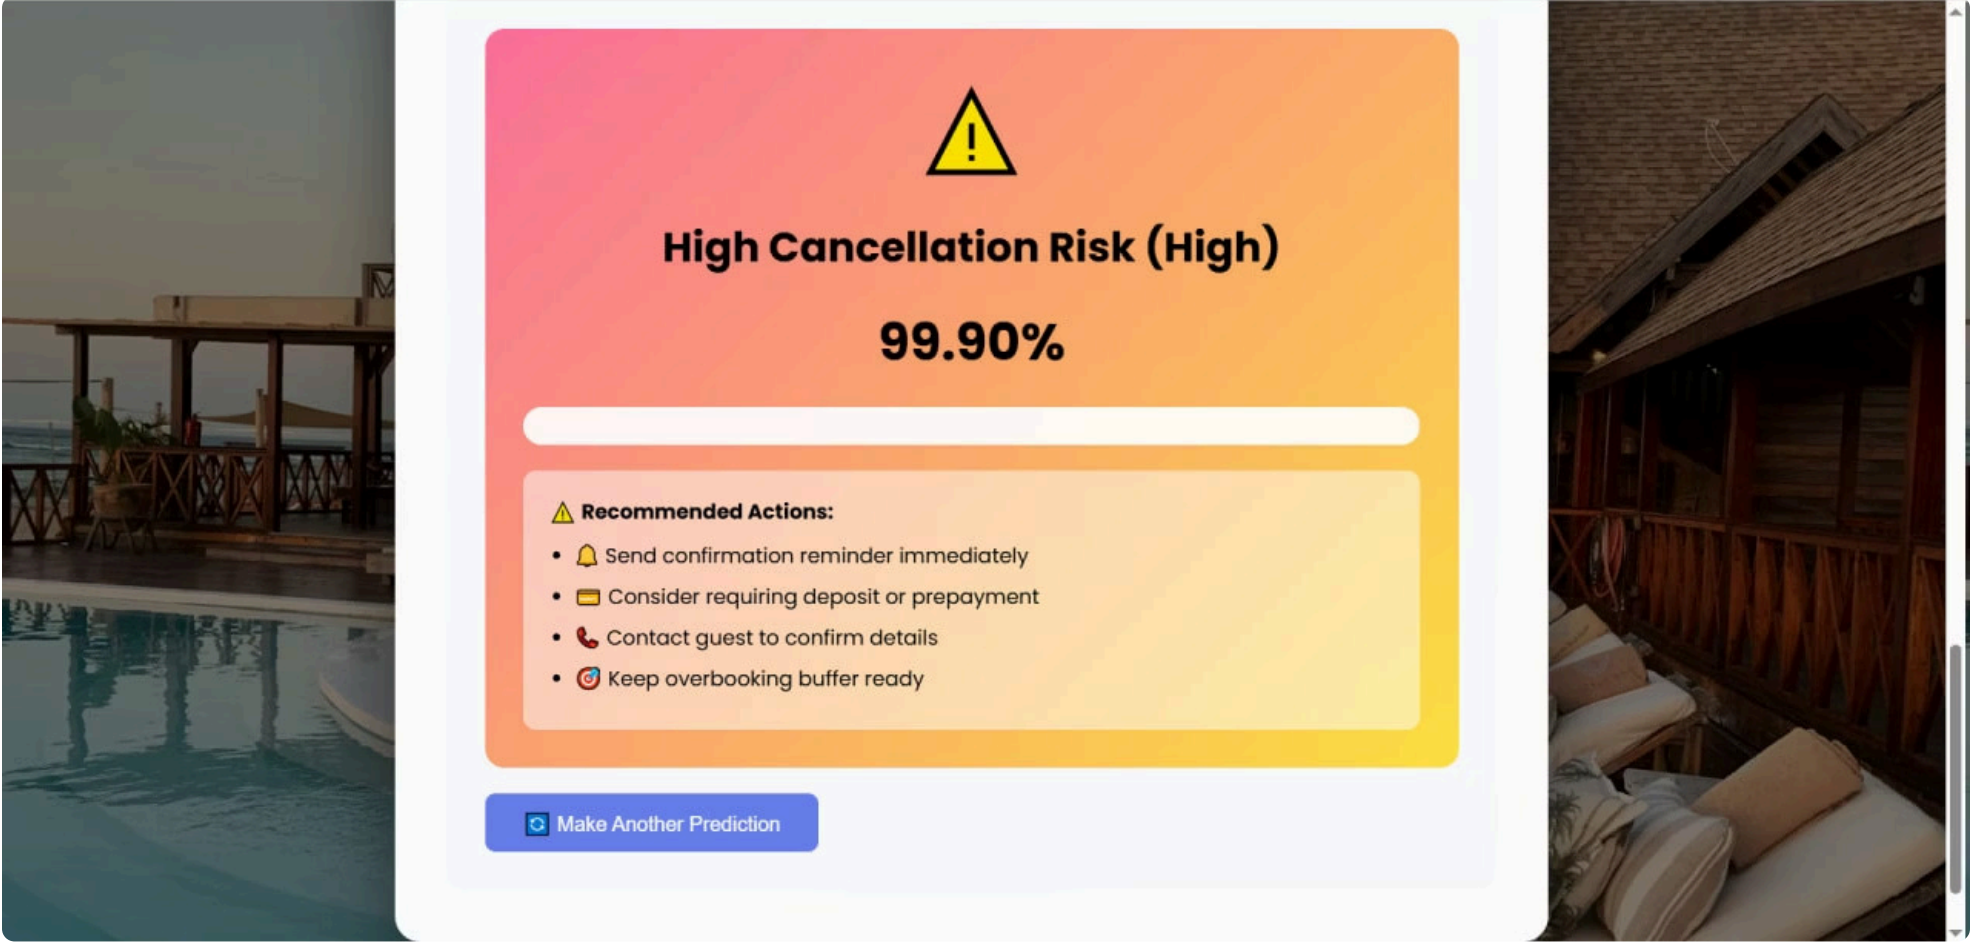 High Cancellation Risk (High)
99.90%
Recommended Actions:
Send confirmation reminder immediately
Consider requiring deposit or prepayment
Contact guest to confirm details
Keep overbooking buffer ready
Make Another Prediction